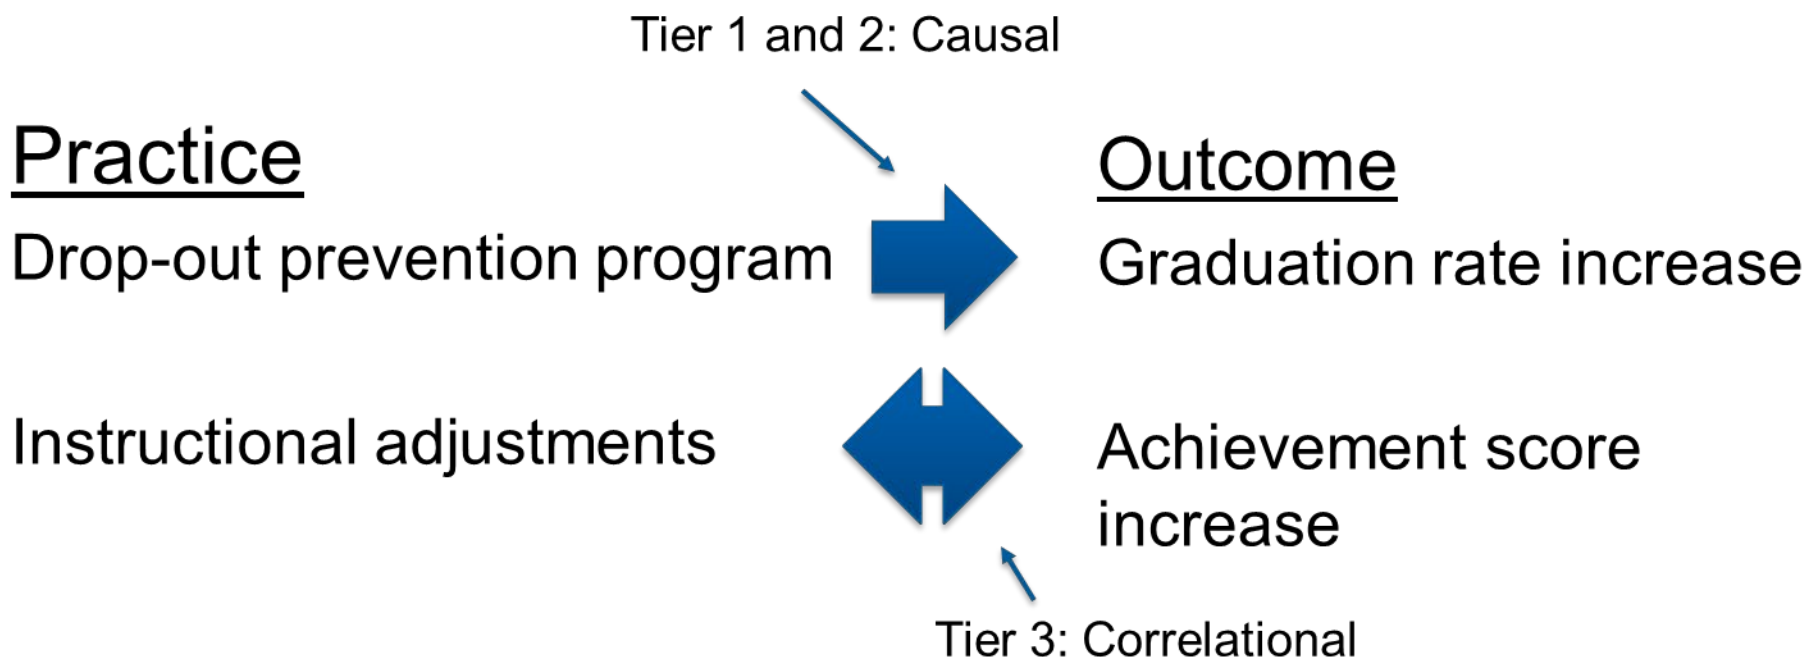 Tier 1 and 2: Causal
Practice
Outcome
Drop-out prevention program
Graduation rate increase
Instructional adjustments
Achievement score
increase
Tier 3: Correlational